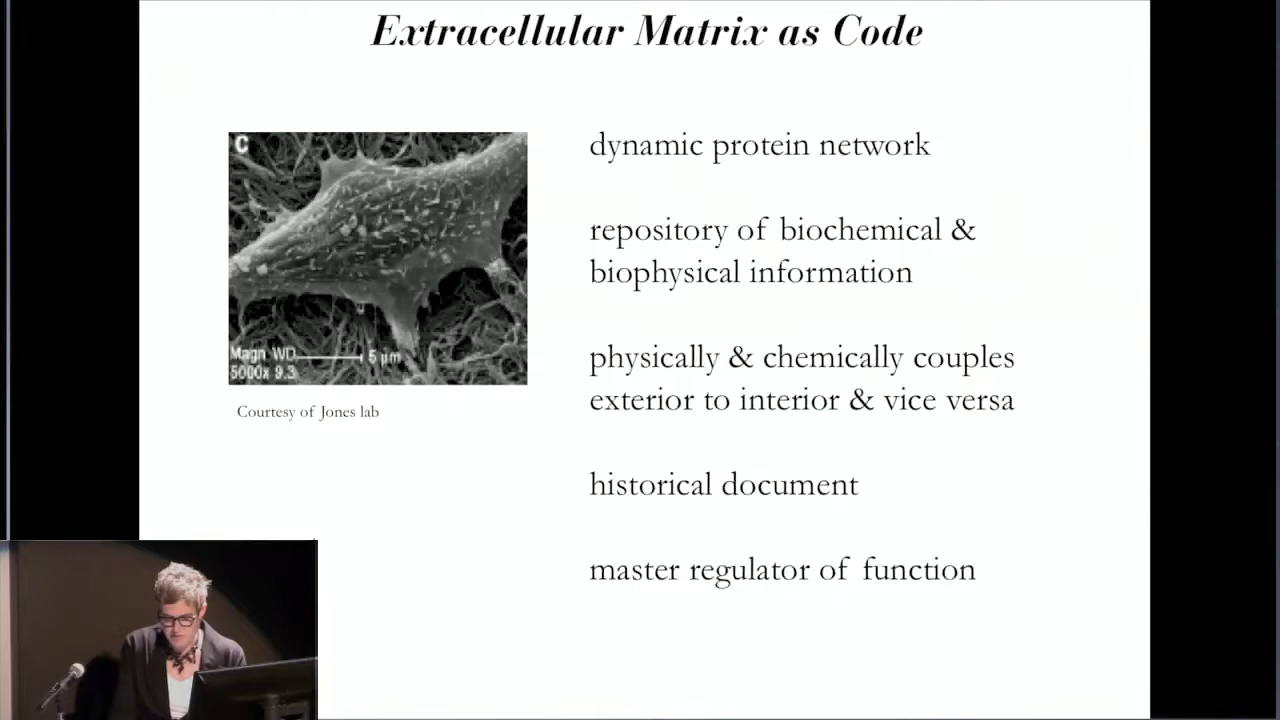 Extracellular Matrix as Code
C
Magn WD 5 µm
5000x 9.3
Courtesy of Jones lab
dynamic protein network
repository of biochemical &
biophysical information
physically & chemically couples
exterior to interior & vice versa
historical document
master regulator of function